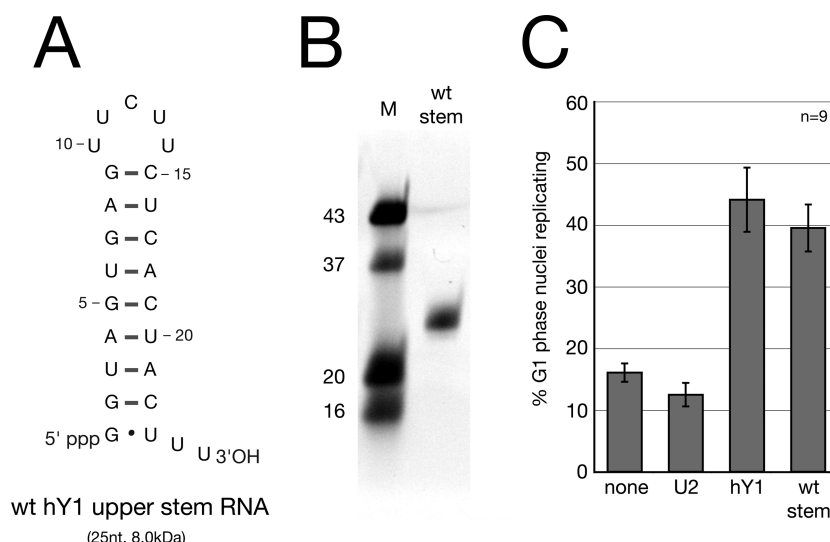 A
C
U U
10 – U U
G C – 15
A U
G C
U A
5 – G C
A U – 20
U A
G C
5' ppp G • U U U 3'OH
wt hY1 upper stem RNA
(25nt, 8.0kDa)
B
M
wt
stem
43
37
20
16
C
% G1 phase nuclei replicating
60
50
40
30
20
10
0
n=9
none U2 hY1 wt
stem